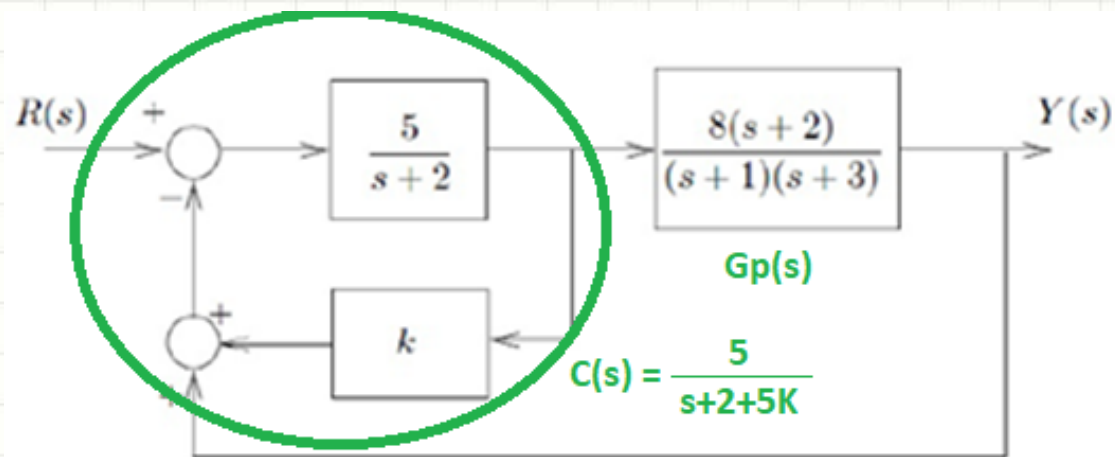 R(s)
+
5
s + 2
8(s + 2)
(s + 1)(s + 3)
Y(s)
−
Gp(s)
+
k
C(s) = 5
s+2+5K
+